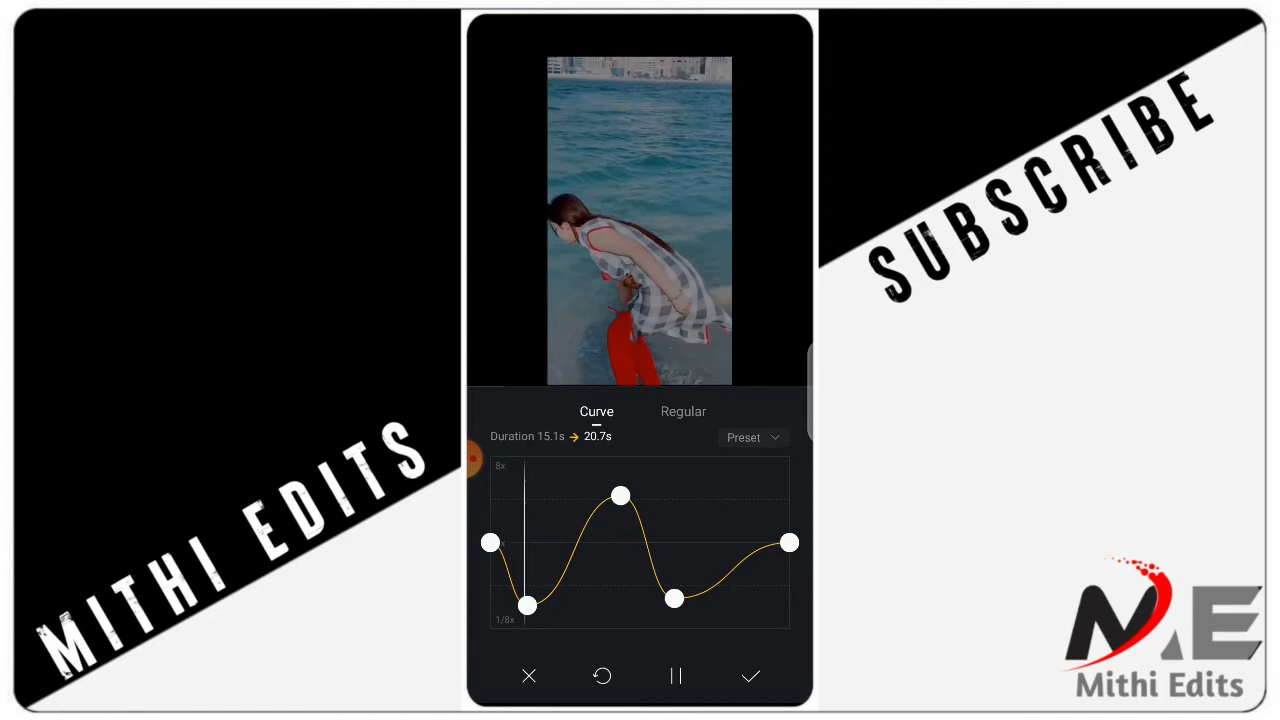 MITHI EDITS
SUBSCRIBE
Curve
Regular
Duration 15.1s → 20.7s
Preset
8x
1/8x
ME
Mithi Edits